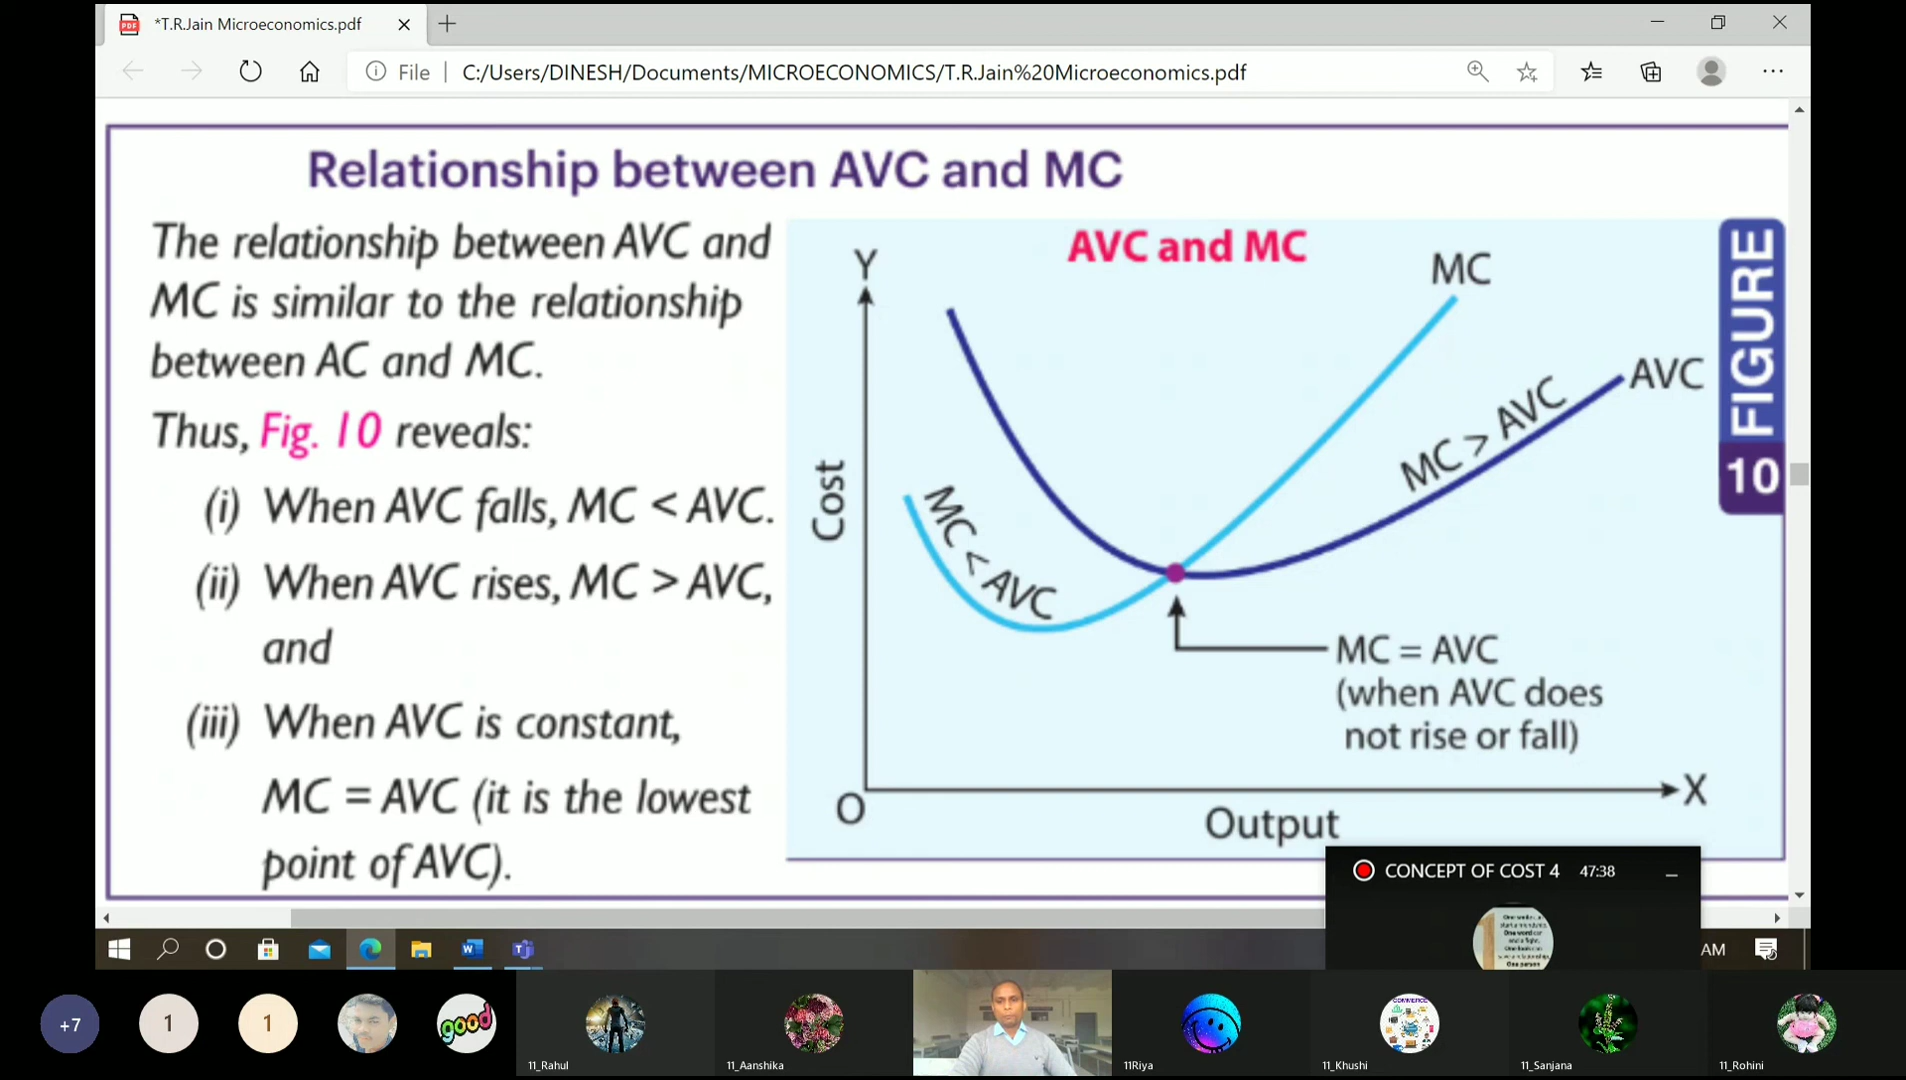 *T.R.Jain Microeconomics.pdf
File | C:/Users/DINESH/Documents/MICROECONOMICS/T.R.Jain%20Microeconomics.pdf
Relationship between AVC and MC
The relationship between AVC and
MC is similar to the relationship
between AC and MC.
Thus, Fig. 10 reveals:
(i) When AVC falls, MC < AVC.
(ii) When AVC rises, MC > AVC,
and
(iii) When AVC is constant,
MC = AVC (it is the lowest
point of AVC).
AVC and MC
Y
MC
AVC
MC > AVC
Cost
MC < AVC
MC = AVC
(when AVC does
not rise or fall)
O
X
Output
FIGURE
10
CONCEPT OF COST 4 47:38
One person
AM
+7
1
1
good
COMMERCE
11_Rahul
11_Aanshika
11Riya
11_Khushi
11_Sanjana
11_Rohini